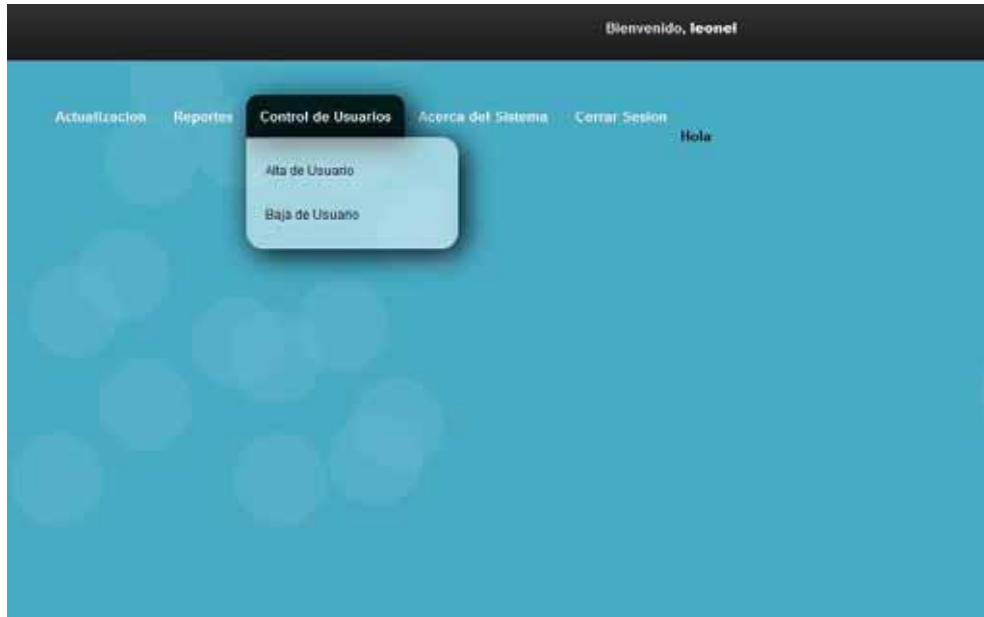 Bienvenido, leonel
Actualizacion Reportes Control de Usuarios Acerca del Sistema Cerrar Sesion
Hola
Alta de Usuario
Baja de Usuario